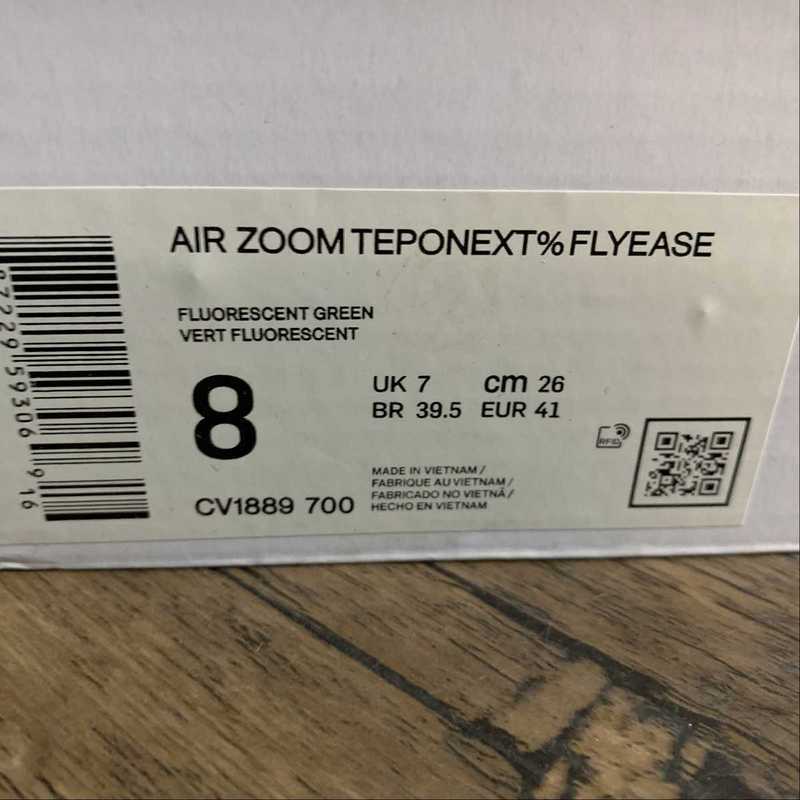 AIR ZOOM TEPONEXT% FLYEASE
FLUORESCENT GREEN
VERT FLUORESCENT
8
UK 7 cm 26
BR 39.5 EUR 41
RFID
CV1889 700
MADE IN VIETNAM /
FABRIQUE AU VIETNAM /
FABRICADO NO VIETNÃ /
HECHO EN VIETNAM